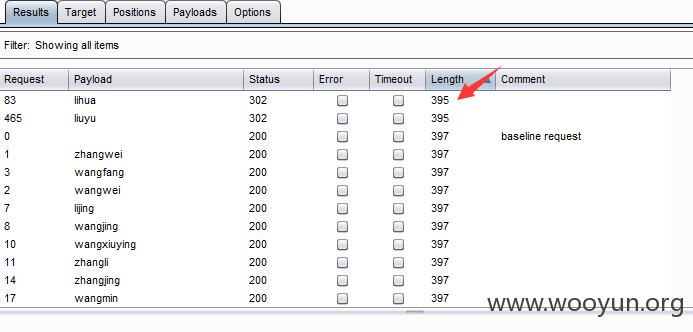 Results Target Positions Payloads Options
Filter: Showing all items
Request Payload Status Error Timeout Length Comment
83 lihua 302 395
465 liuyu 302 395
0 200 397 baseline request
1 zhangwei 200 397
3 wangfang 200 397
2 wangwei 200 397
7 lijing 200 397
8 wangjing 200 397
10 wangxiuying 200 397
11 zhangli 200 397
14 zhangjing 200 397
17 wangmin 200 397
www.wooyun.org